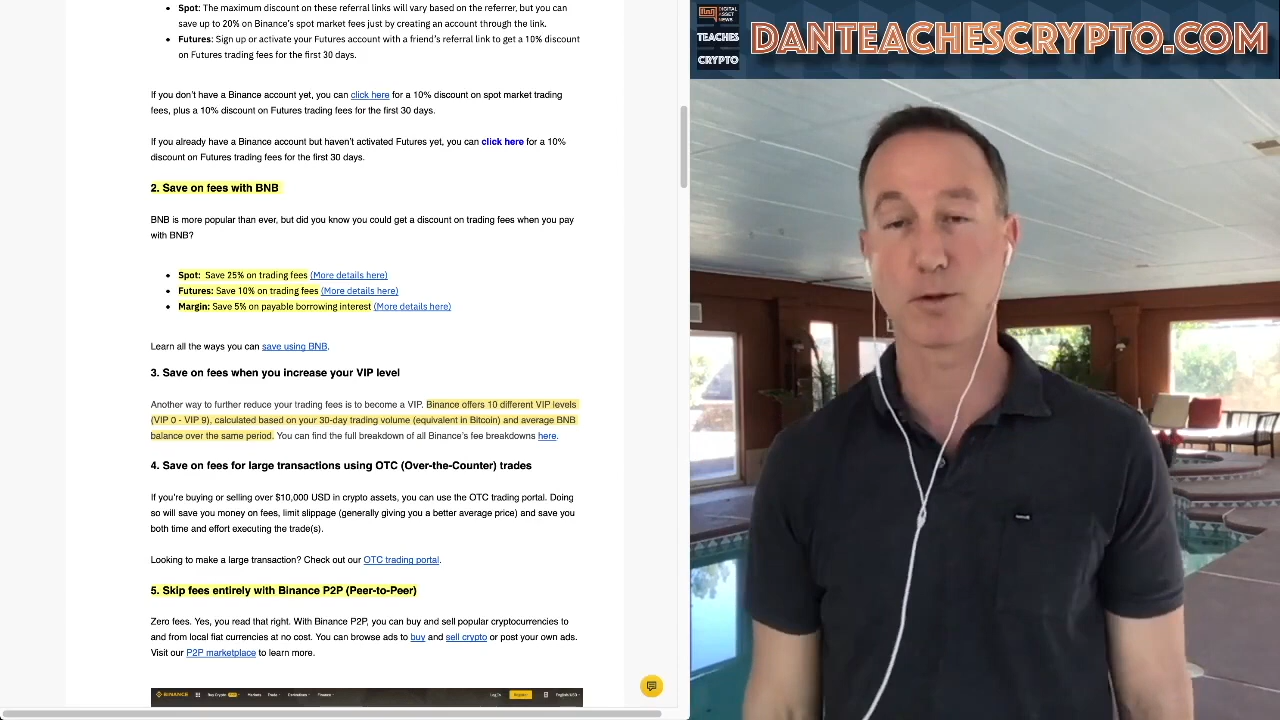 Spot: The maximum discount on these referral links will vary based on the referrer, but you can
save up to 20% on Binance's spot market fees just by creating an account through the link.
Futures: Sign up or activate your Futures account with a friend's referral link to get a 10% discount
on Futures trading fees for the first 30 days.
If you don't have a Binance account yet, you can click here for a 10% discount on spot market trading
fees, plus a 10% discount on Futures trading fees for the first 30 days.
If you already have a Binance account but haven't activated Futures yet, you can click here for a 10%
discount on Futures trading fees for the first 30 days.
2. Save on fees with BNB
BNB is more popular than ever, but did you know you could get a discount on trading fees when you pay
with BNB?
Spot: Save 25% on trading fees (More details here)
Futures: Save 10% on trading fees (More details here)
Margin: Save 5% on payable borrowing interest (More details here)
Learn all the ways you can save using BNB.
3. Save on fees when you increase your VIP level
Another way to further reduce your trading fees is to become a VIP. Binance offers 10 different VIP levels
(VIP 0 - VIP 9), calculated based on your 30-day trading volume (equivalent in Bitcoin) and average BNB
balance over the same period. You can find the full breakdown of all Binance's fee breakdowns here.
4. Save on fees for large transactions using OTC (Over-the-Counter) trades
If you're buying or selling over $10,000 USD in crypto assets, you can use the OTC trading portal. Doing
so will save you money on fees, limit slippage (generally giving you a better average price) and save you
both time and effort executing the trade(s).
Looking to make a large transaction? Check out our OTC trading portal.
5. Skip fees entirely with Binance P2P (Peer-to-Peer)
Zero fees. Yes, you read that right. With Binance P2P, you can buy and sell popular cryptocurrencies to
and from local fiat currencies at no cost. You can browse ads to buy and sell crypto or post your own ads.
Visit our P2P marketplace to learn more.
BINANCE Buy Crypto Markets Trade Derivatives Finance Log In Register English/USD
DIGITAL
ASSET
NEWS
TEACHES
CRYPTO
DANTEACHESCRYPTO.COM